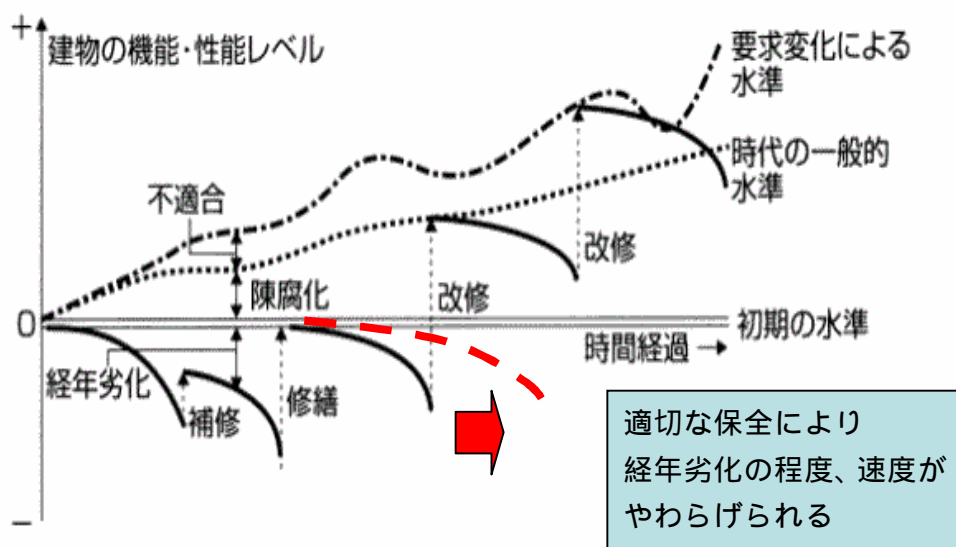 +
建物の機能・性能レベル
要求変化による
水準
時代の一般的
水準
不適合
改修
陳腐化
改修
0
初期の水準
時間経過 →
経年劣化
補修
修繕
適切な保全により
経年劣化の程度、速度が
やわらげられる
−